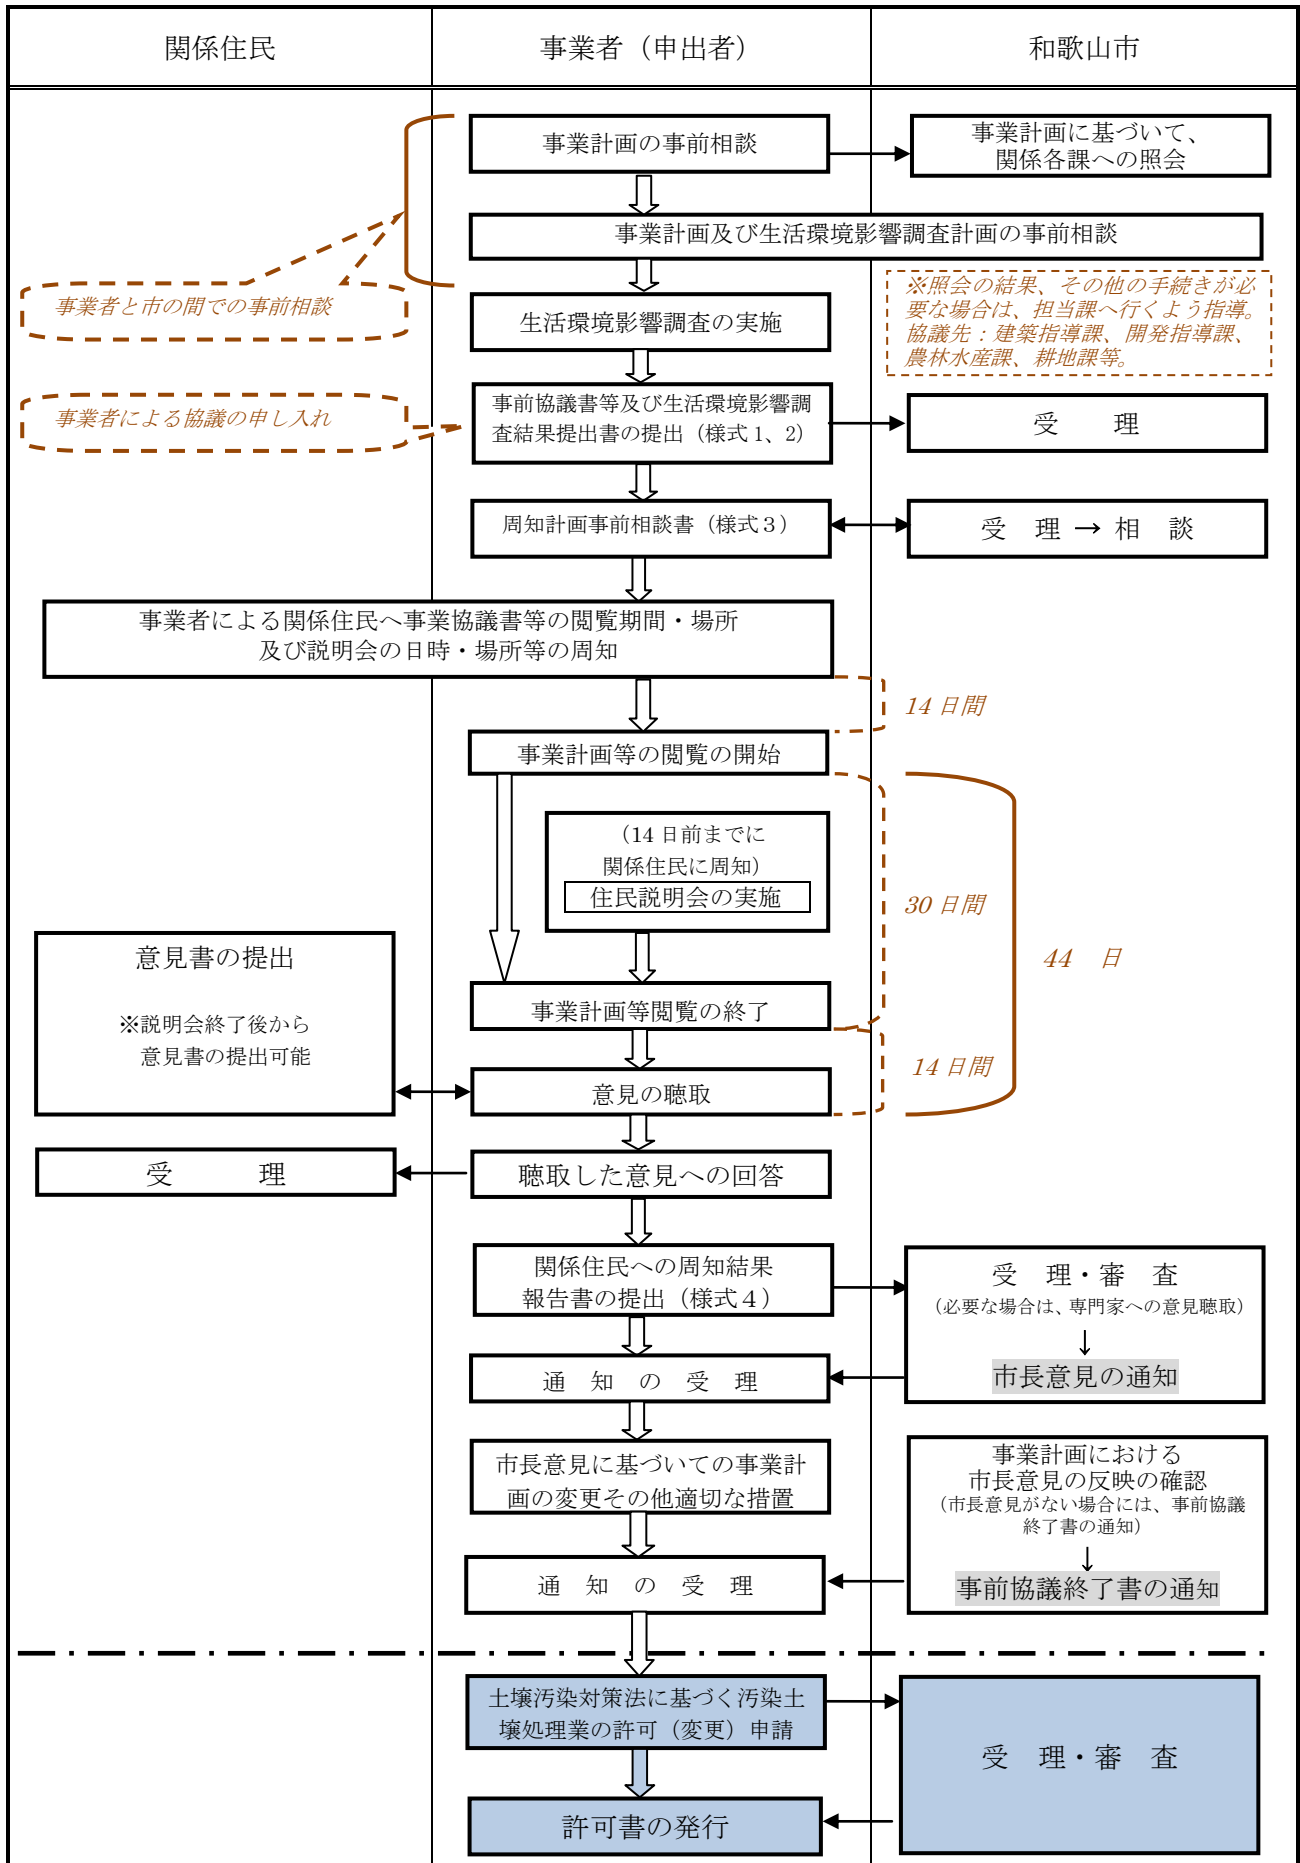 関係住民
事業者（申出者）
和歌山市
事業計画の事前相談
事業計画に基づいて、
関係各課への照会
事業計画及び生活環境影響調査計画の事前相談
事業者と市の間での事前相談
生活環境影響調査の実施
※照会の結果、その他の手続きが必
要な場合は、担当課へ行くよう指導。
協議先：建築指導課、開発指導課、
農林水産課、耕地課等。
事業者による協議の申し入れ
事前協議書等及び生活環境影響調
査結果提出書の提出（様式1、2）
受　理
周知計画事前相談書（様式３）
受　理 → 相　談
事業者による関係住民へ事業協議書等の閲覧期間・場所
及び説明会の日時・場所等の周知
14日間
事業計画等の閲覧の開始
（14日前までに
関係住民に周知）
住民説明会の実施
30日間
44　日
意見書の提出
※説明会終了後から
意見書の提出可能
事業計画等閲覧の終了
14日間
意見の聴取
受　理
聴取した意見への回答
関係住民への周知結果
報告書の提出（様式４）
受　理・審　査
（必要な場合は、専門家への意見聴取）
↓
市長意見の通知
通　知　の　受　理
市長意見に基づいての事業計
画の変更その他適切な措置
事業計画における
市長意見の反映の確認
（市長意見がない場合には、事前協議
終了書の通知）
↓
事前協議終了書の通知
通　知　の　受　理
土壌汚染対策法に基づく汚染土
壌処理業の許可（変更）申請
受　理・審　査
許可書の発行